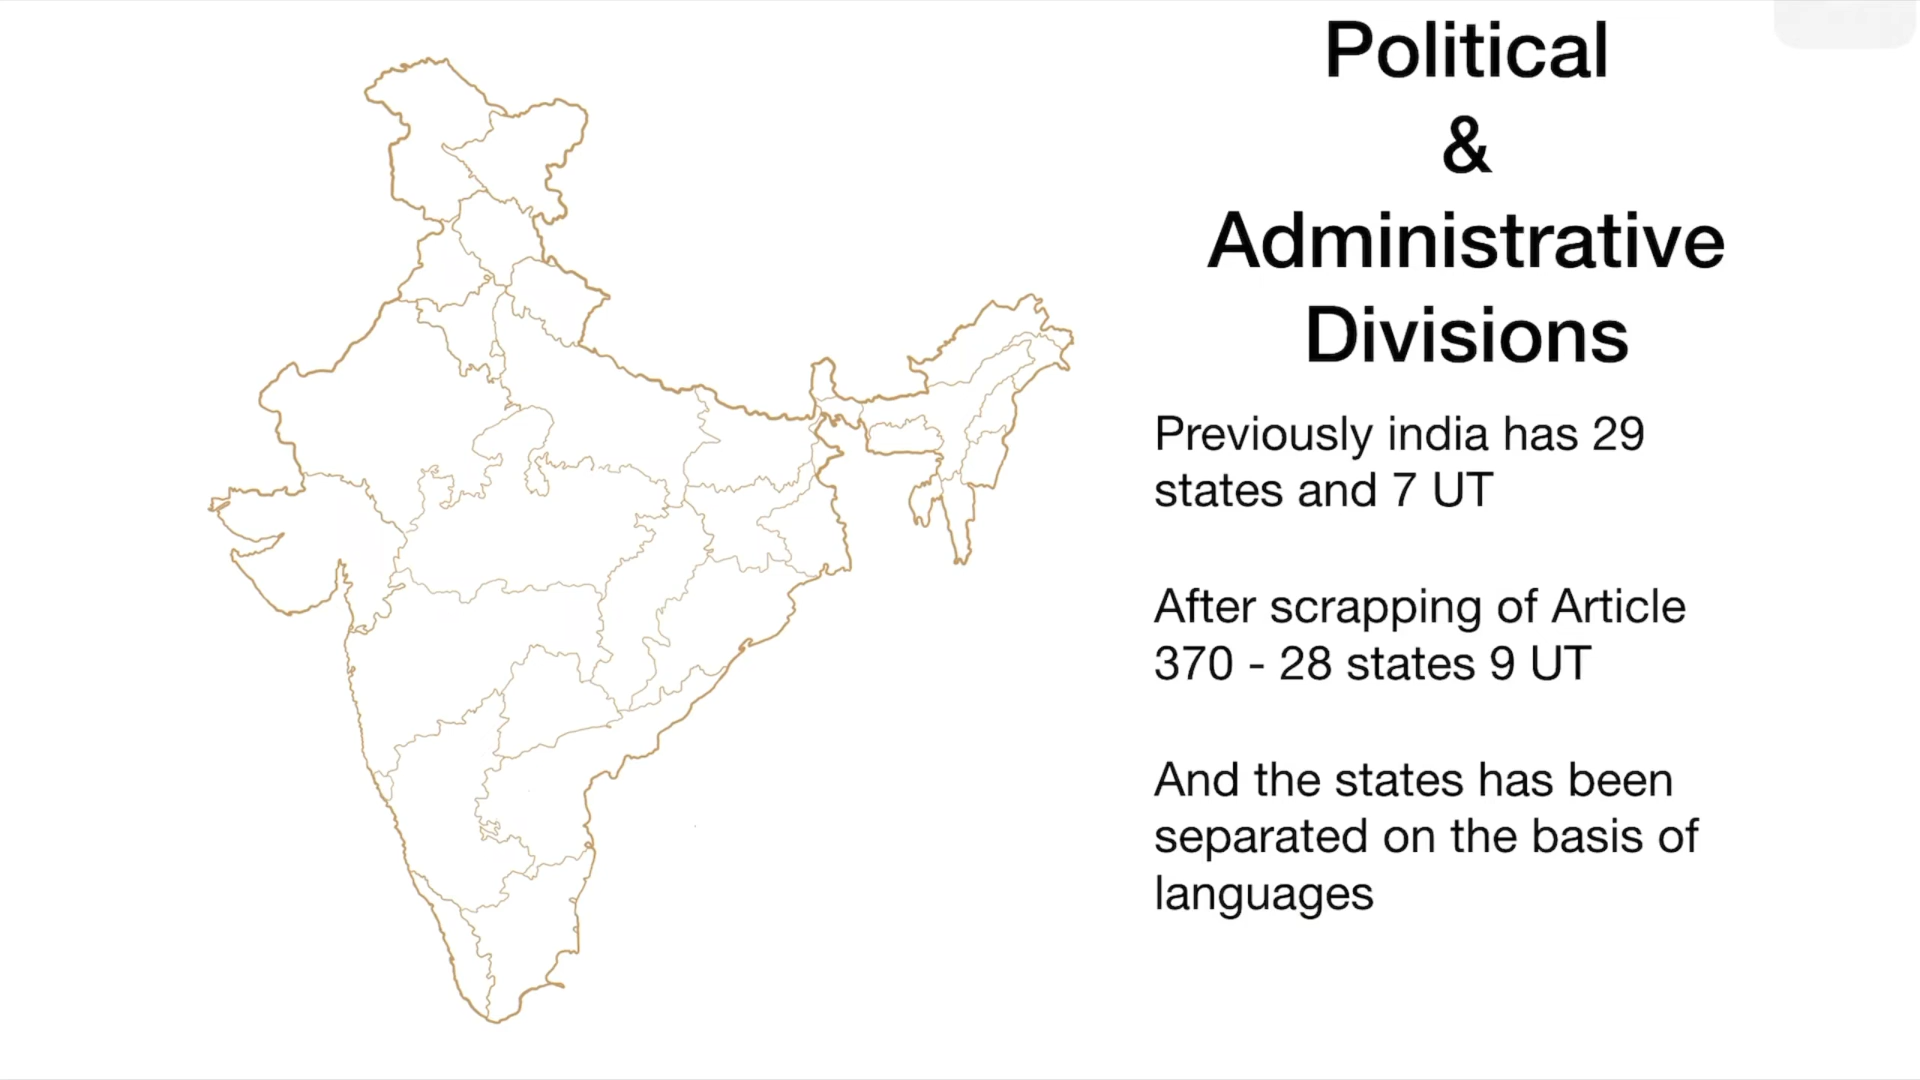 Political
&
Administrative
Divisions
Previously india has 29
states and 7 UT
After scrapping of Article
370 - 28 states 9 UT
And the states has been
separated on the basis of
languages